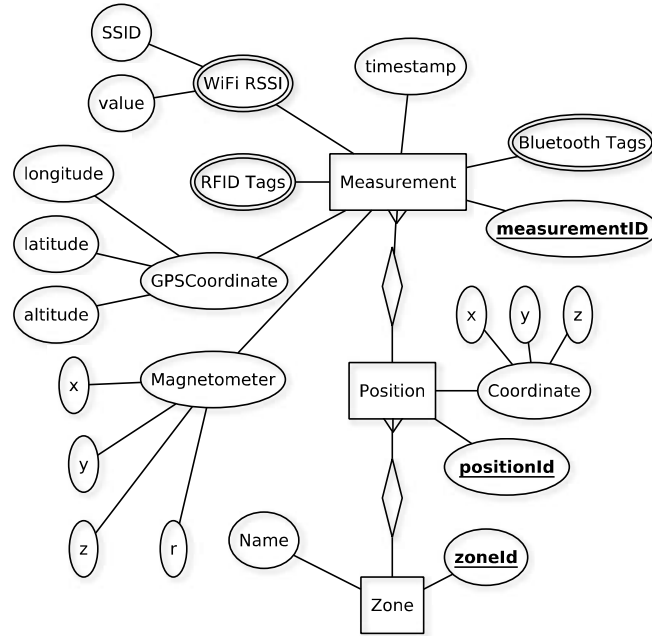 SSID
timestamp
WiFi RSSI
value
Bluetooth Tags
longitude
RFID Tags
Measurement
measurementID
latitude
GPSCoordinate
altitude
x
y
z
Magnetometer
x
Position
Coordinate
y
positionId
z
r
Name
zoneId
Zone